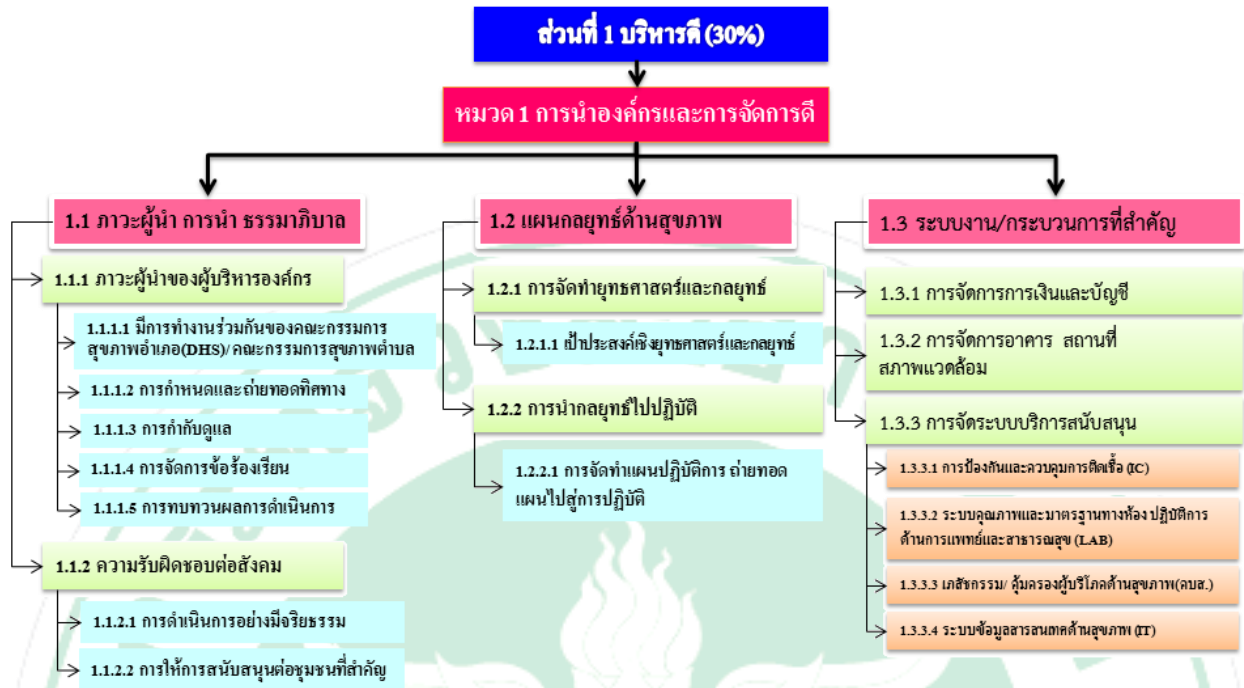 ส่วนที่ 1 บริหารดี (30%)
หมวด 1 การนำองค์กรและการจัดการดี
1.1 ภาวะผู้นำ การนำ ธรรมาภิบาล
1.1.1 ภาวะผู้นำของผู้บริหารองค์กร
1.1.1.1 มีการทำงานร่วมกันของคณะกรรมการ
สุขภาพอำเภอ(DHS)/ คณะกรรมการสุขภาพตำบล
1.1.1.2 การกำหนดและถ่ายทอดทิศทาง
1.1.1.3 การกำกับดูแล
1.1.1.4 การจัดการข้อร้องเรียน
1.1.1.5 การทบทวนผลการดำเนินการ
1.1.2 ความรับผิดชอบต่อสังคม
1.1.2.1 การดำเนินการอย่างมีจริยธรรม
1.1.2.2 การให้การสนับสนุนต่อชุมชนที่สำคัญ
1.2 แผนกลยุทธ์ด้านสุขภาพ
1.2.1 การจัดทำยุทธศาสตร์และกลยุทธ์
1.2.1.1 เป้าประสงค์เชิงยุทธศาสตร์และกลยุทธ์
1.2.2 การนำกลยุทธ์ไปปฏิบัติ
1.2.2.1 การจัดทำแผนปฏิบัติการ ถ่ายทอด
แผนไปสู่การปฏิบัติ
1.3 ระบบงาน/กระบวนการที่สำคัญ
1.3.1 การจัดการการเงินและบัญชี
1.3.2 การจัดการอาคาร สถานที่
สภาพแวดล้อม
1.3.3 การจัดระบบบริการสนับสนุน
1.3.3.1 การป้องกันและควบคุมการติดเชื้อ (IC)
1.3.3.2 ระบบคุณภาพและมาตรฐานทางห้อง ปฏิบัติการ
ด้านการแพทย์และสาธารณสุข (LAB)
1.3.3.3 เภสัชกรรม/ คุ้มครองผู้บริโภคด้านสุขภาพ(คบส.)
1.3.3.4 ระบบข้อมูลสารสนเทศด้านสุขภาพ (IT)